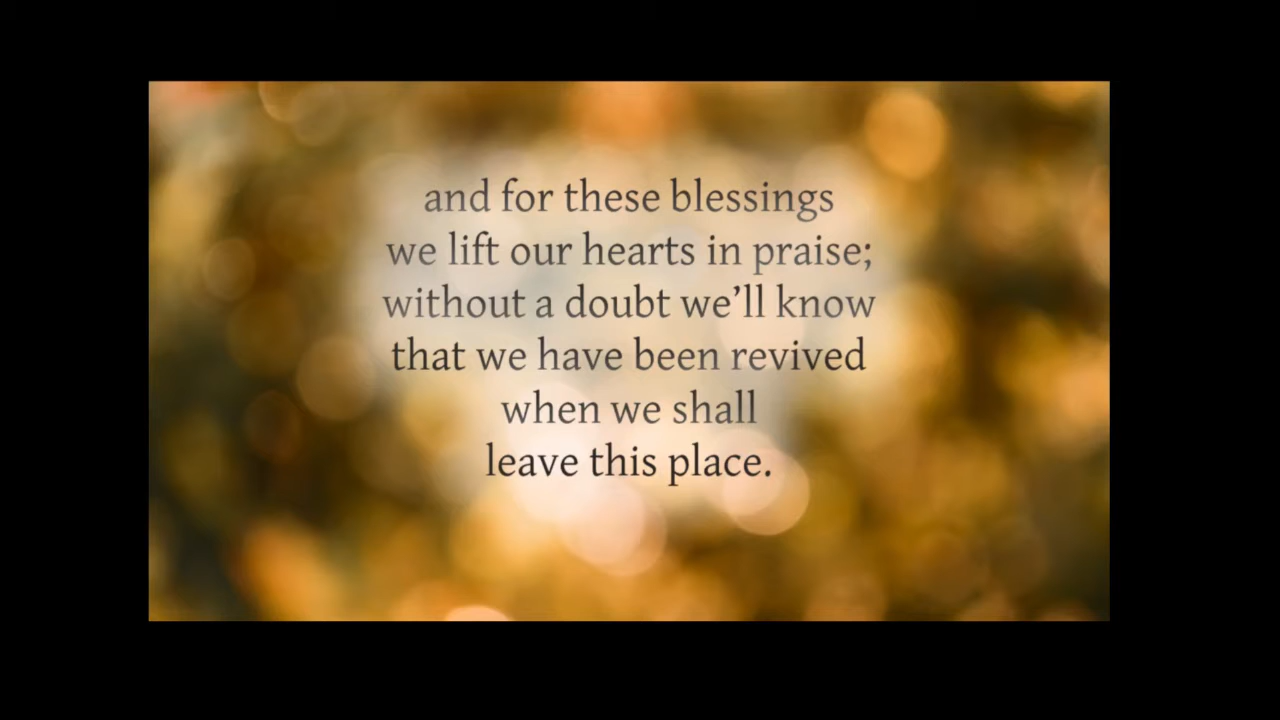 and for these blessings
we lift our hearts in praise;
without a doubt we’ll know
that we have been revived
when we shall
leave this place.